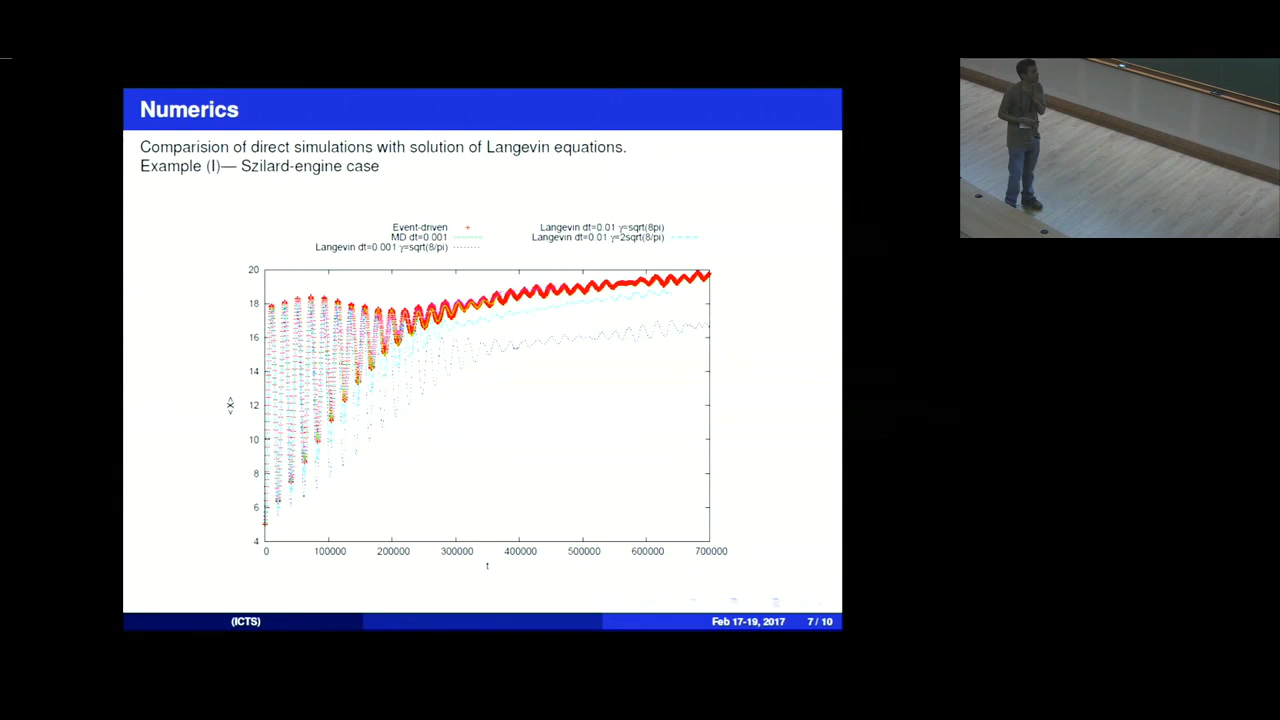 Numerics
Comparision of direct simulations with solution of Langevin equations.
Example (I)— Szilard-engine case
Event-driven
MD dt=0.001
Langevin dt=0.001 γ=sqrt(8/pi)
Langevin dt=0.01 γ=sqrt(8pi)
Langevin dt=0.01 γ=2sqrt(8/pi)
20
18
16
14
12
10
8
6
4
<X>
0 100000 200000 300000 400000 500000 600000 700000
t
(ICTS) Feb 17-19, 2017 7 / 10